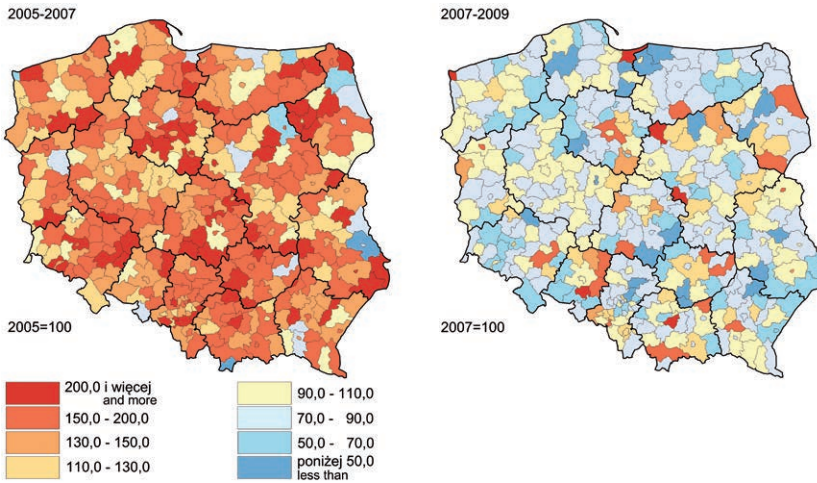 2005-2007
2007-2009
2005=100
2007=100
200,0 i więcej
and more
150,0 - 200,0
130,0 - 150,0
110,0 - 130,0
90,0 - 110,0
70,0 - 90,0
50,0 - 70,0
poniżej 50,0
less than